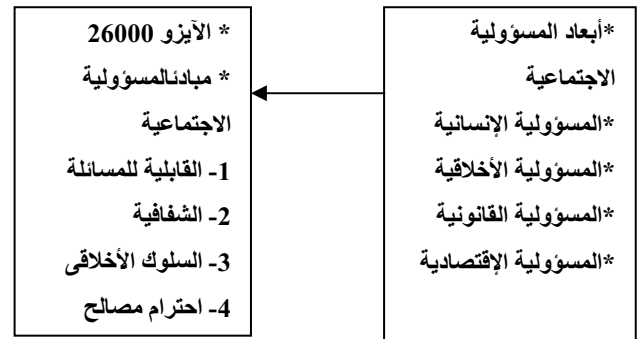 *أبعاد المسؤولية
الاجتماعية
*المسؤولية الإنسانية
*المسؤولية الأخلاقية
*المسؤولية القانونية
*المسؤولية الإقتصادية
* الآيزو 26000
* مبادئالمسؤولية
الاجتماعية
1- القابلية للمسائلة
2- الشفافية
3- السلوك الأخلاقى
4- احترام مصالح